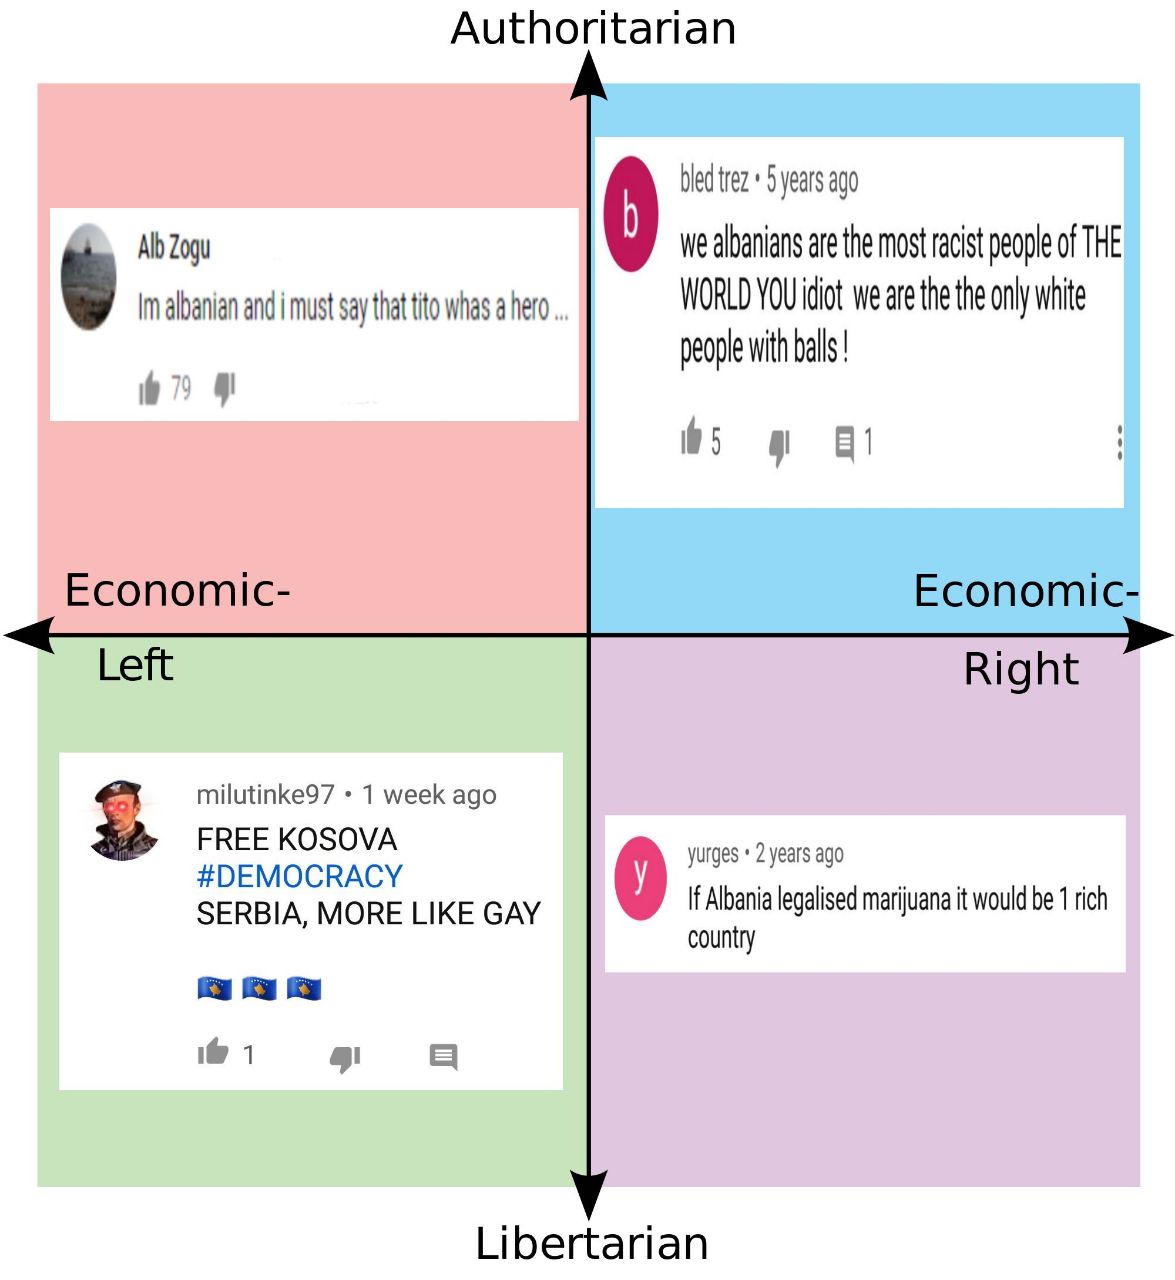 Authoritarian
Alb Zogu
Im albanian and i must say that tito whas a hero ...
79
b
bled trez • 5 years ago
we albanians are the most racist people of THE
WORLD YOU idiot we are the the only white
people with balls !
5
1
Economic-
Left
Economic-
Right
milutinke97 • 1 week ago
FREE KOSOVA
#DEMOCRACY
SERBIA, MORE LIKE GAY
🇽🇰 🇽🇰 🇽🇰
1
y
yurges • 2 years ago
If Albania legalised marijuana it would be 1 rich
country
Libertarian